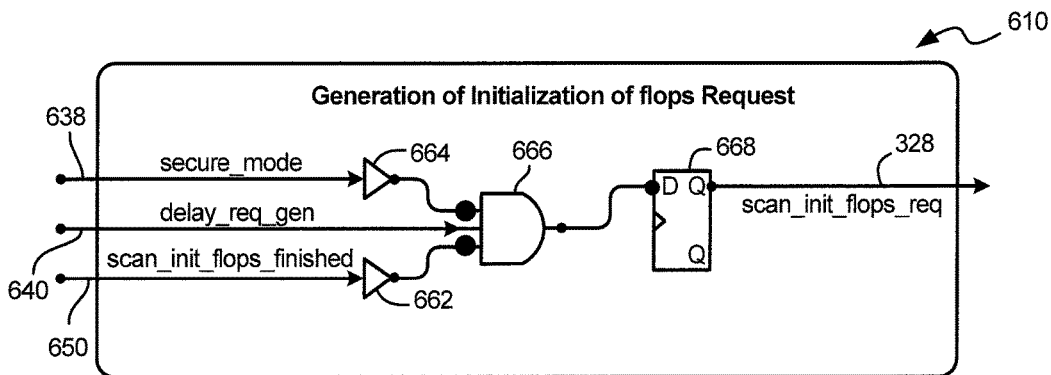 610
Generation of Initialization of flops Request
638
secure_mode
664
666
668
328
delay_req_gen
D Q
scan_init_flops_req
scan_init_flops_finished
Q
640
662
650